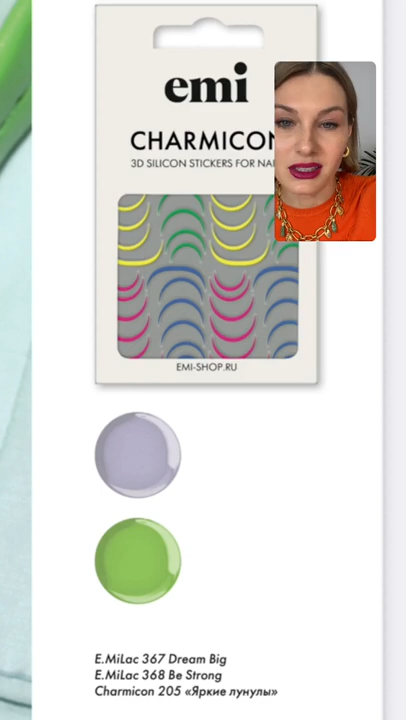 emi
CHARMICON
3D SILICON STICKERS FOR NAI
EMI-SHOP.RU
E.MiLac 367 Dream Big
E.MiLac 368 Be Strong
Charmicon 205 «Яркие лунулы»